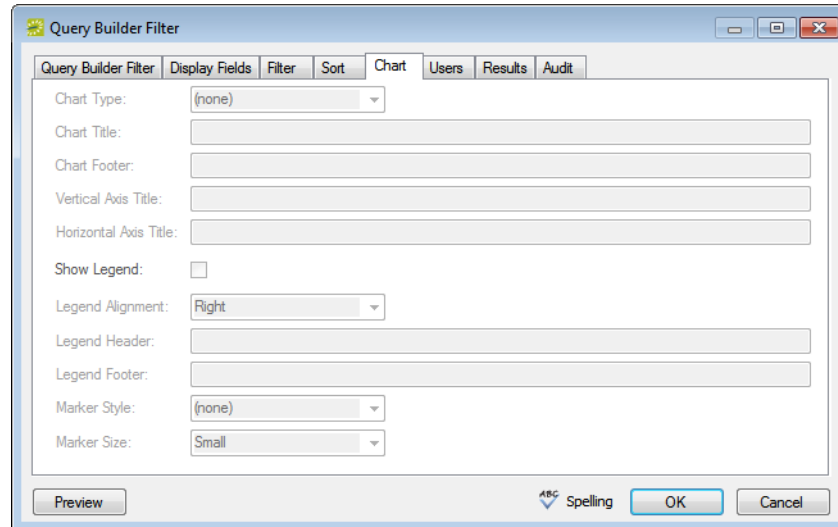 Query Builder Filter
Query Builder Filter Display Fields Filter Sort Chart Users Results Audit
Chart Type: (none)
Chart Title:
Chart Footer:
Vertical Axis Title:
Horizontal Axis Title:
Show Legend:
Legend Alignment: Right
Legend Header:
Legend Footer:
Marker Style: (none)
Marker Size: Small
Preview ABC Spelling OK Cancel